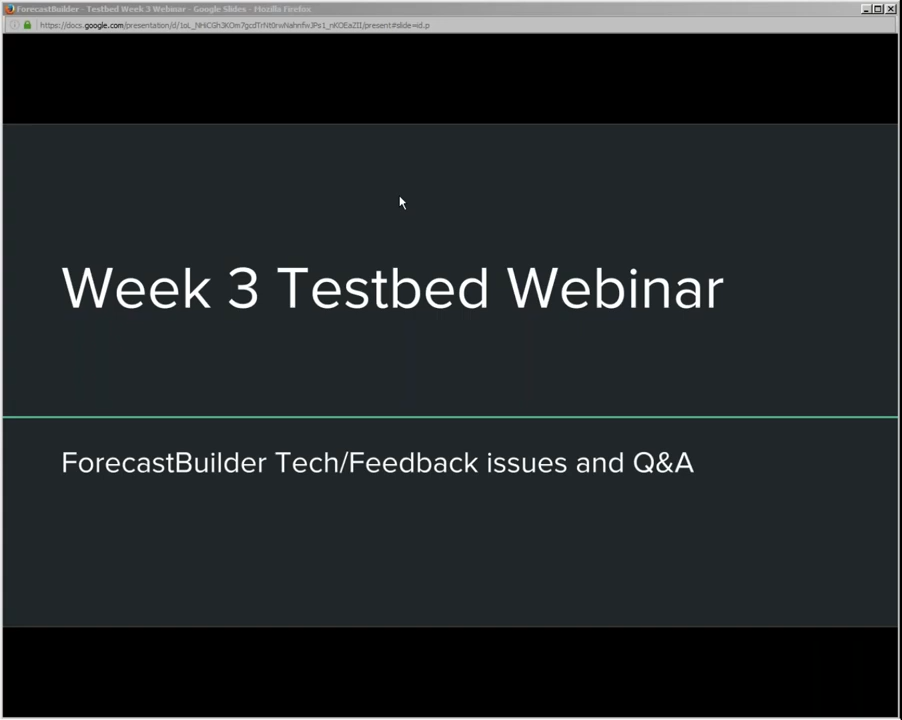 ForecastBuilder - Testbed Week 3 Webinar - Google Slides - Mozilla Firefox
Week 3 Testbed Webinar
ForecastBuilder Tech/Feedback issues and Q&A